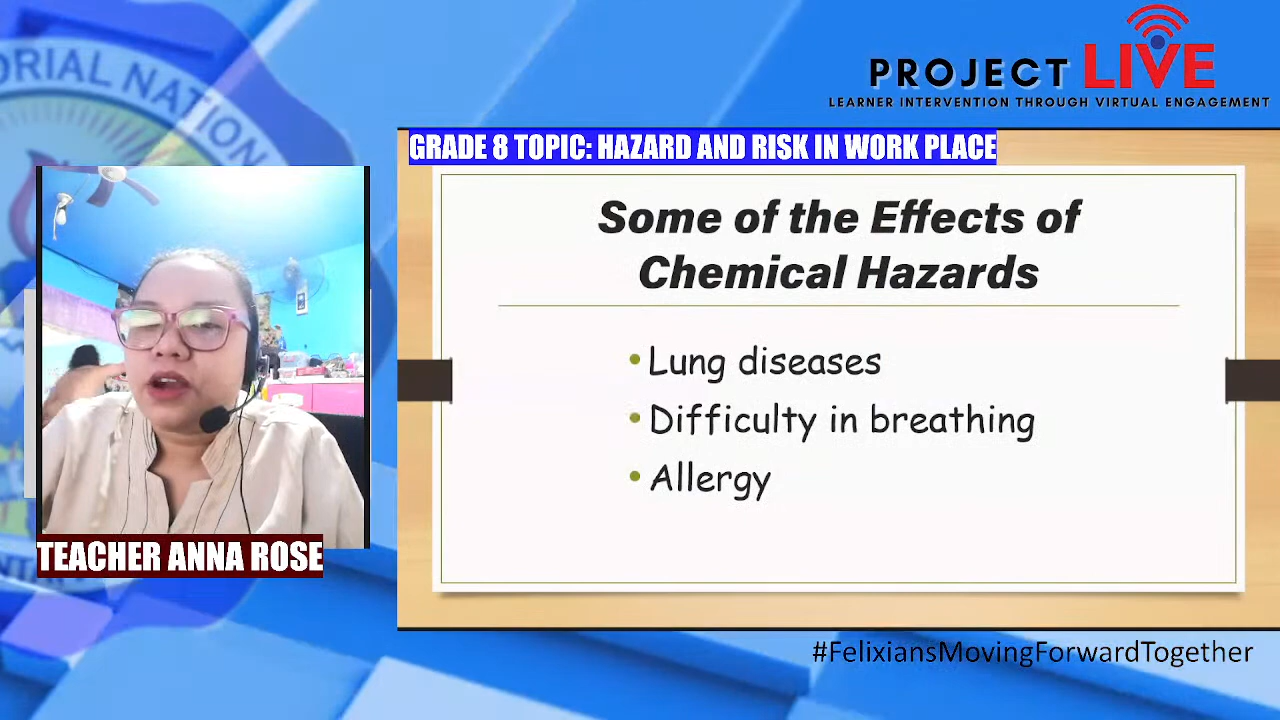 PROJECT LIVE
LEARNER INTERVENTION THROUGH VIRTUAL ENGAGEMENT
GRADE 8 TOPIC: HAZARD AND RISK IN WORK PLACE
Some of the Effects of
Chemical Hazards
•Lung diseases
•Difficulty in breathing
•Allergy
TEACHER ANNA ROSE
#FelixiansMovingForwardTogether